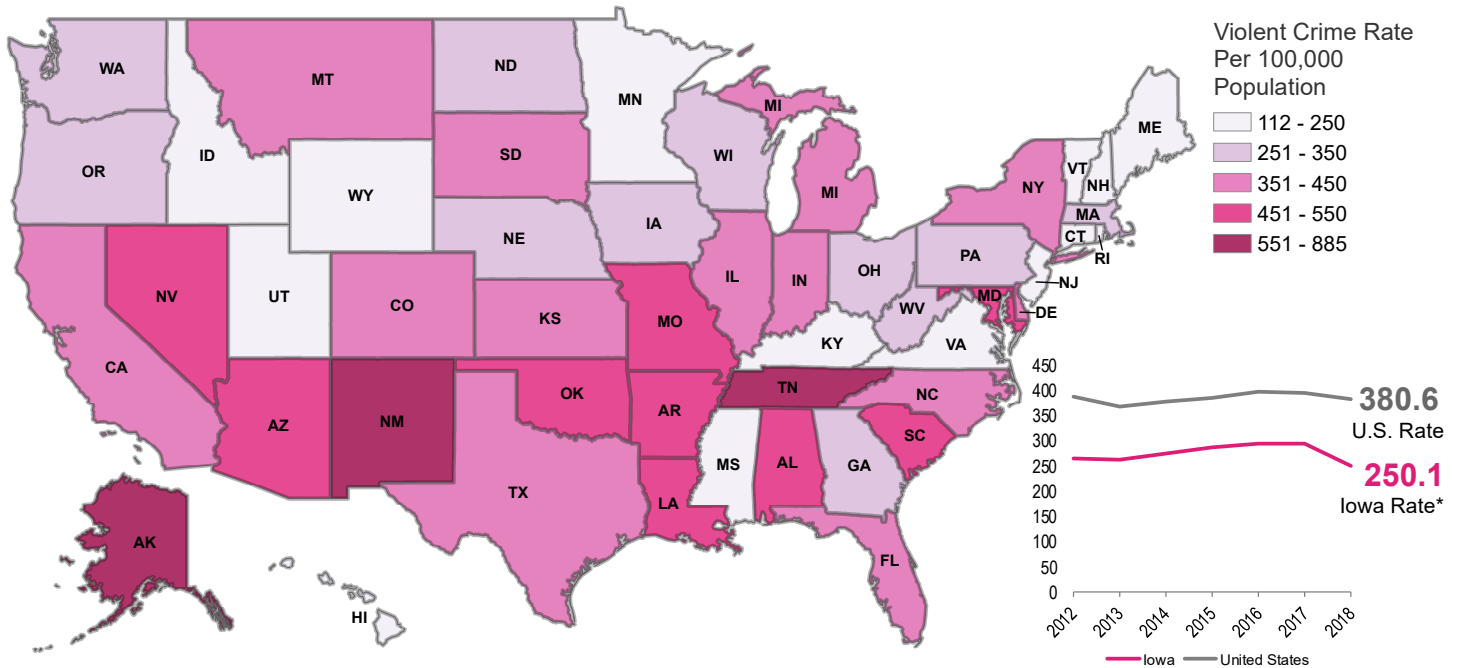 Violent Crime Rate
Per 100,000
Population
112 - 250
251 - 350
351 - 450
451 - 550
551 - 885
WA
MT
ND
MN
ME
OR
ID
SD
WI
MI
MI
NY
VT
NH
WY
NE
IA
MA
CT
RI
NV
UT
CO
KS
MO
IL
IN
OH
PA
NJ
MD
DE
WV
CA
KY
VA
AZ
NM
OK
AR
TN
NC
TX
LA
MS
AL
GA
SC
AK
HI
FL
450
400
350
300
250
200
150
100
50
0
2012
2013
2014
2015
2016
2017
2018
380.6
U.S. Rate
250.1
Iowa Rate*
Iowa
United States